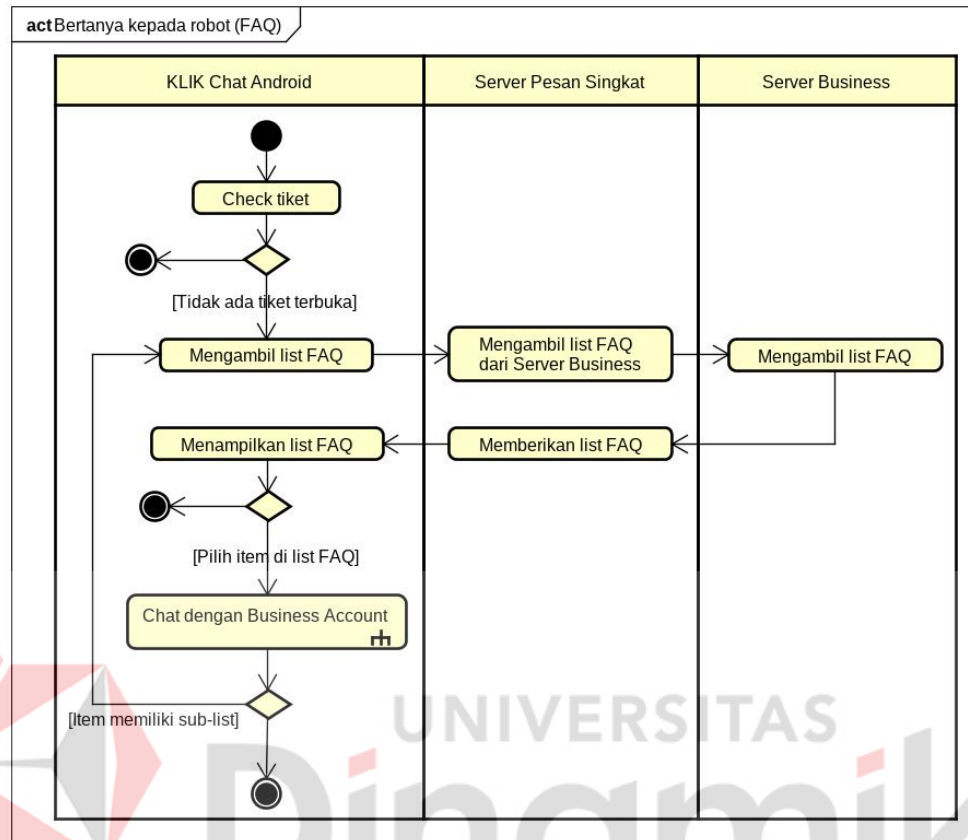 act Bertanya kepada robot (FAQ)
KLIK Chat Android
Server Pesan Singkat
Server Business
Check tiket
[Tidak ada tiket terbuka]
Mengambil list FAQ
Mengambil list FAQ
dari Server Business
Mengambil list FAQ
Menampilkan list FAQ
Memberikan list FAQ
[Pilih item di list FAQ]
Chat dengan Business Account
[Item memiliki sub-list]
UNIVERSITAS
Dinamik